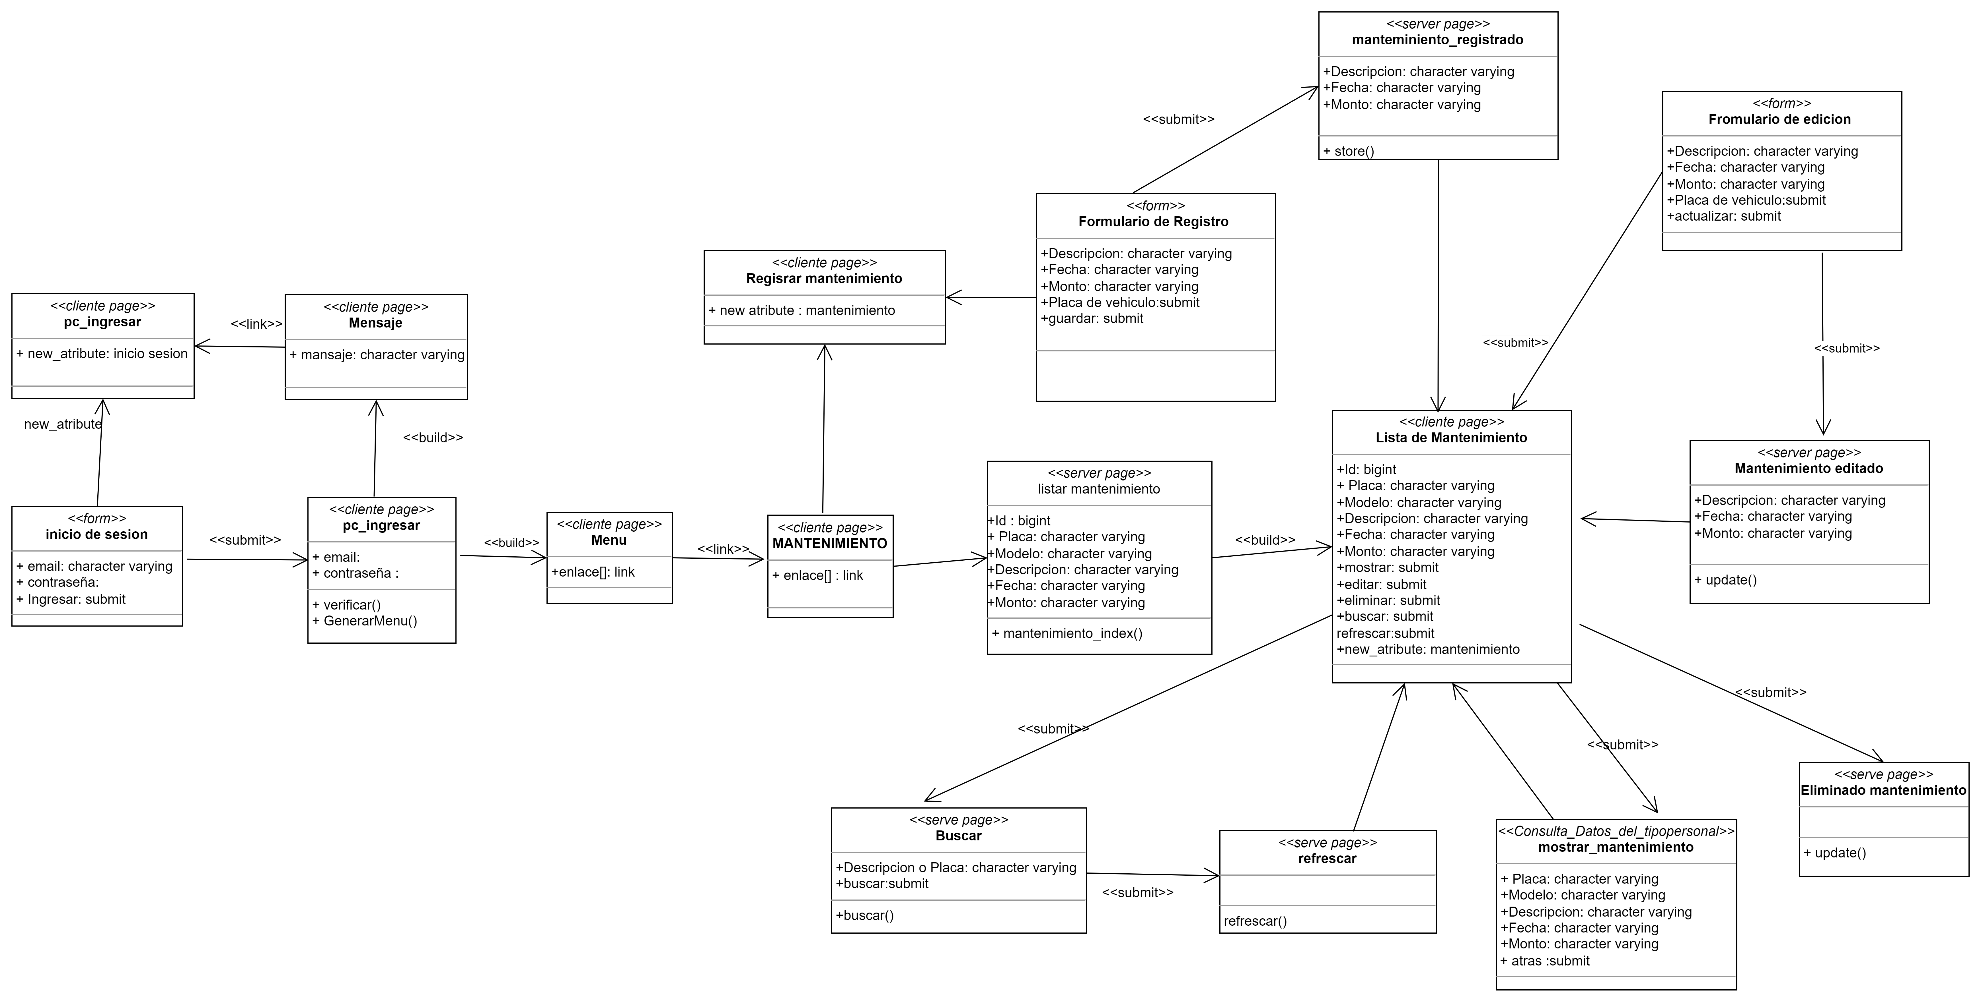 <<server page>>
manteminiento_registrado
+Descripcion: character varying
+Fecha: character varying
+Monto: character varying
+ store()
<<submit>>
<<form>>
Fromulario de edicion
+Descripcion: character varying
+Fecha: character varying
+Monto: character varying
+Placa de vehiculo:submit
+actualizar: submit
<<form>>
Formulario de Registro
+Descripcion: character varying
+Fecha: character varying
+Monto: character varying
+Placa de vehiculo:submit
+guardar: submit
<<cliente page>>
Regisrar mantenimiento
+ new atribute : mantenimiento
<<cliente page>>
pc_ingresar
+ new_atribute: inicio sesion
<<link>>
<<cliente page>>
Mensaje
+ mansaje: character varying
<<submit>>
<<submit>>
new_atribute
<<build>>
<<form>>
inicio de sesion
+ email: character varying
+ contraseña:
+ Ingresar: submit
<<submit>>
<<cliente page>>
pc_ingresar
+ email:
+ contraseña :
+ verificar()
+ GenerarMenu()
<<build>>
<<cliente page>>
Menu
+enlace[]: link
<<link>>
<<cliente page>>
MANTENIMIENTO
+ enlace[] : link
<<server page>>
listar mantenimiento
+Id : bigint
+ Placa: character varying
+Modelo: character varying
+Descripcion: character varying
+Fecha: character varying
+Monto: character varying
+ mantenimiento_index()
<<build>>
<<cliente page>>
Lista de Mantenimiento
+Id: bigint
+ Placa: character varying
+Modelo: character varying
+Descripcion: character varying
+Fecha: character varying
+Monto: character varying
+mostrar: submit
+editar: submit
+eliminar: submit
+buscar: submit
refrescar:submit
+new_atribute: mantenimiento
<<server page>>
Mantenimiento editado
+Descripcion: character varying
+Fecha: character varying
+Monto: character varying
+ update()
<<submit>>
<<submit>>
<<submit>>
<<serve page>>
Buscar
+Descripcion o Placa: character varying
+buscar:submit
+buscar()
<<submit>>
<<serve page>>
refrescar
refrescar()
<<Consulta_Datos_del_tipopersonal>>
mostrar_mantenimiento
+ Placa: character varying
+Modelo: character varying
+Descripcion: character varying
+Fecha: character varying
+Monto: character varying
+ atras :submit
<<serve page>>
Eliminado mantenimiento
+ update()